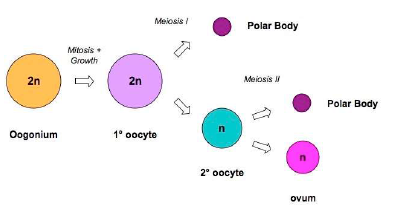 Meiosis I
Polar Body
Mitosis +
Growth
2n
2n
Meiosis II
Polar Body
Oogonium
1° oocyte
n
n
2° oocyte
ovum